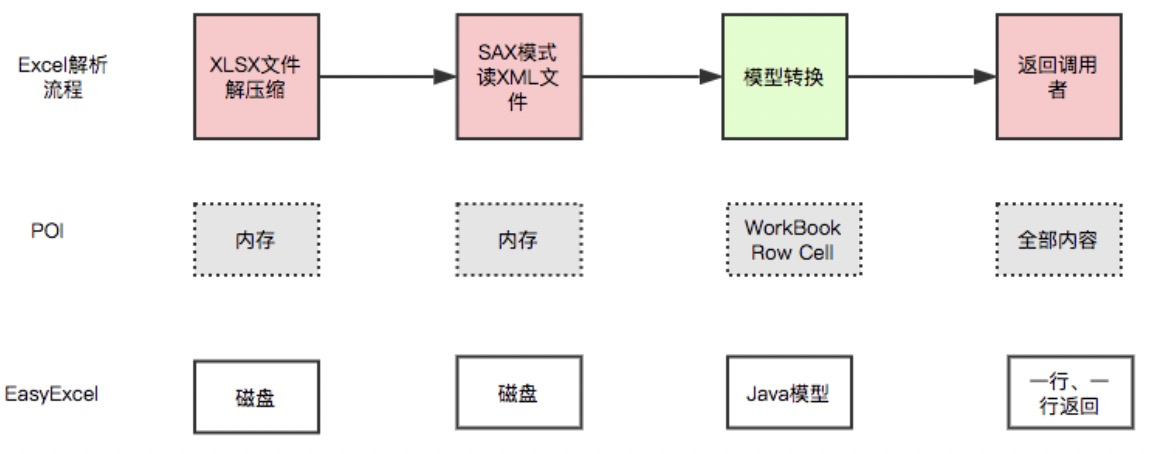 Excel解析
流程
XLSX文件
解压缩
SAX模式
读XML文
件
模型转换
返回调用
者
POI
内存
内存
WorkBook
Row Cell
全部内容
EasyExcel
磁盘
磁盘
Java模型
一行、一
行返回